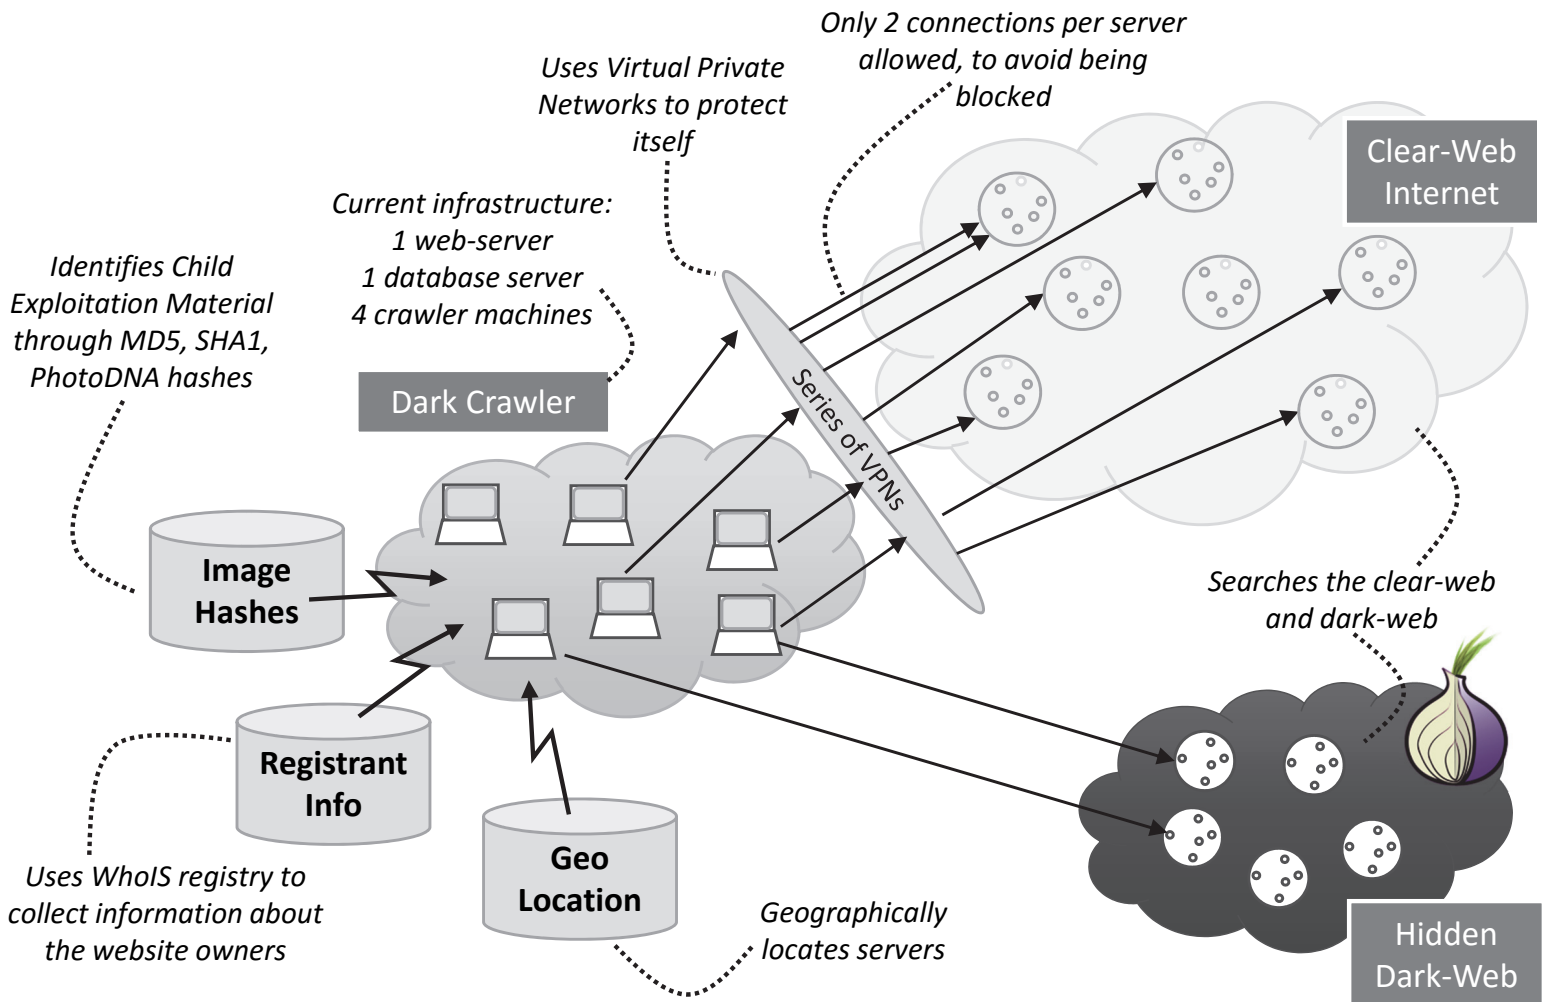 Only 2 connections per server
allowed, to avoid being
blocked
Uses Virtual Private
Networks to protect
itself
Clear-Web
Internet
Current infrastructure:
1 web-server
1 database server
4 crawler machines
Identifies Child
Exploitation Material
through MD5, SHA1,
PhotoDNA hashes
Dark Crawler
Series of VPNs
Image
Hashes
Searches the clear-web
and dark-web
Registrant
Info
Geo
Location
Uses WhoIS registry to
collect information about
the website owners
Geographically
locates servers
Hidden
Dark-Web